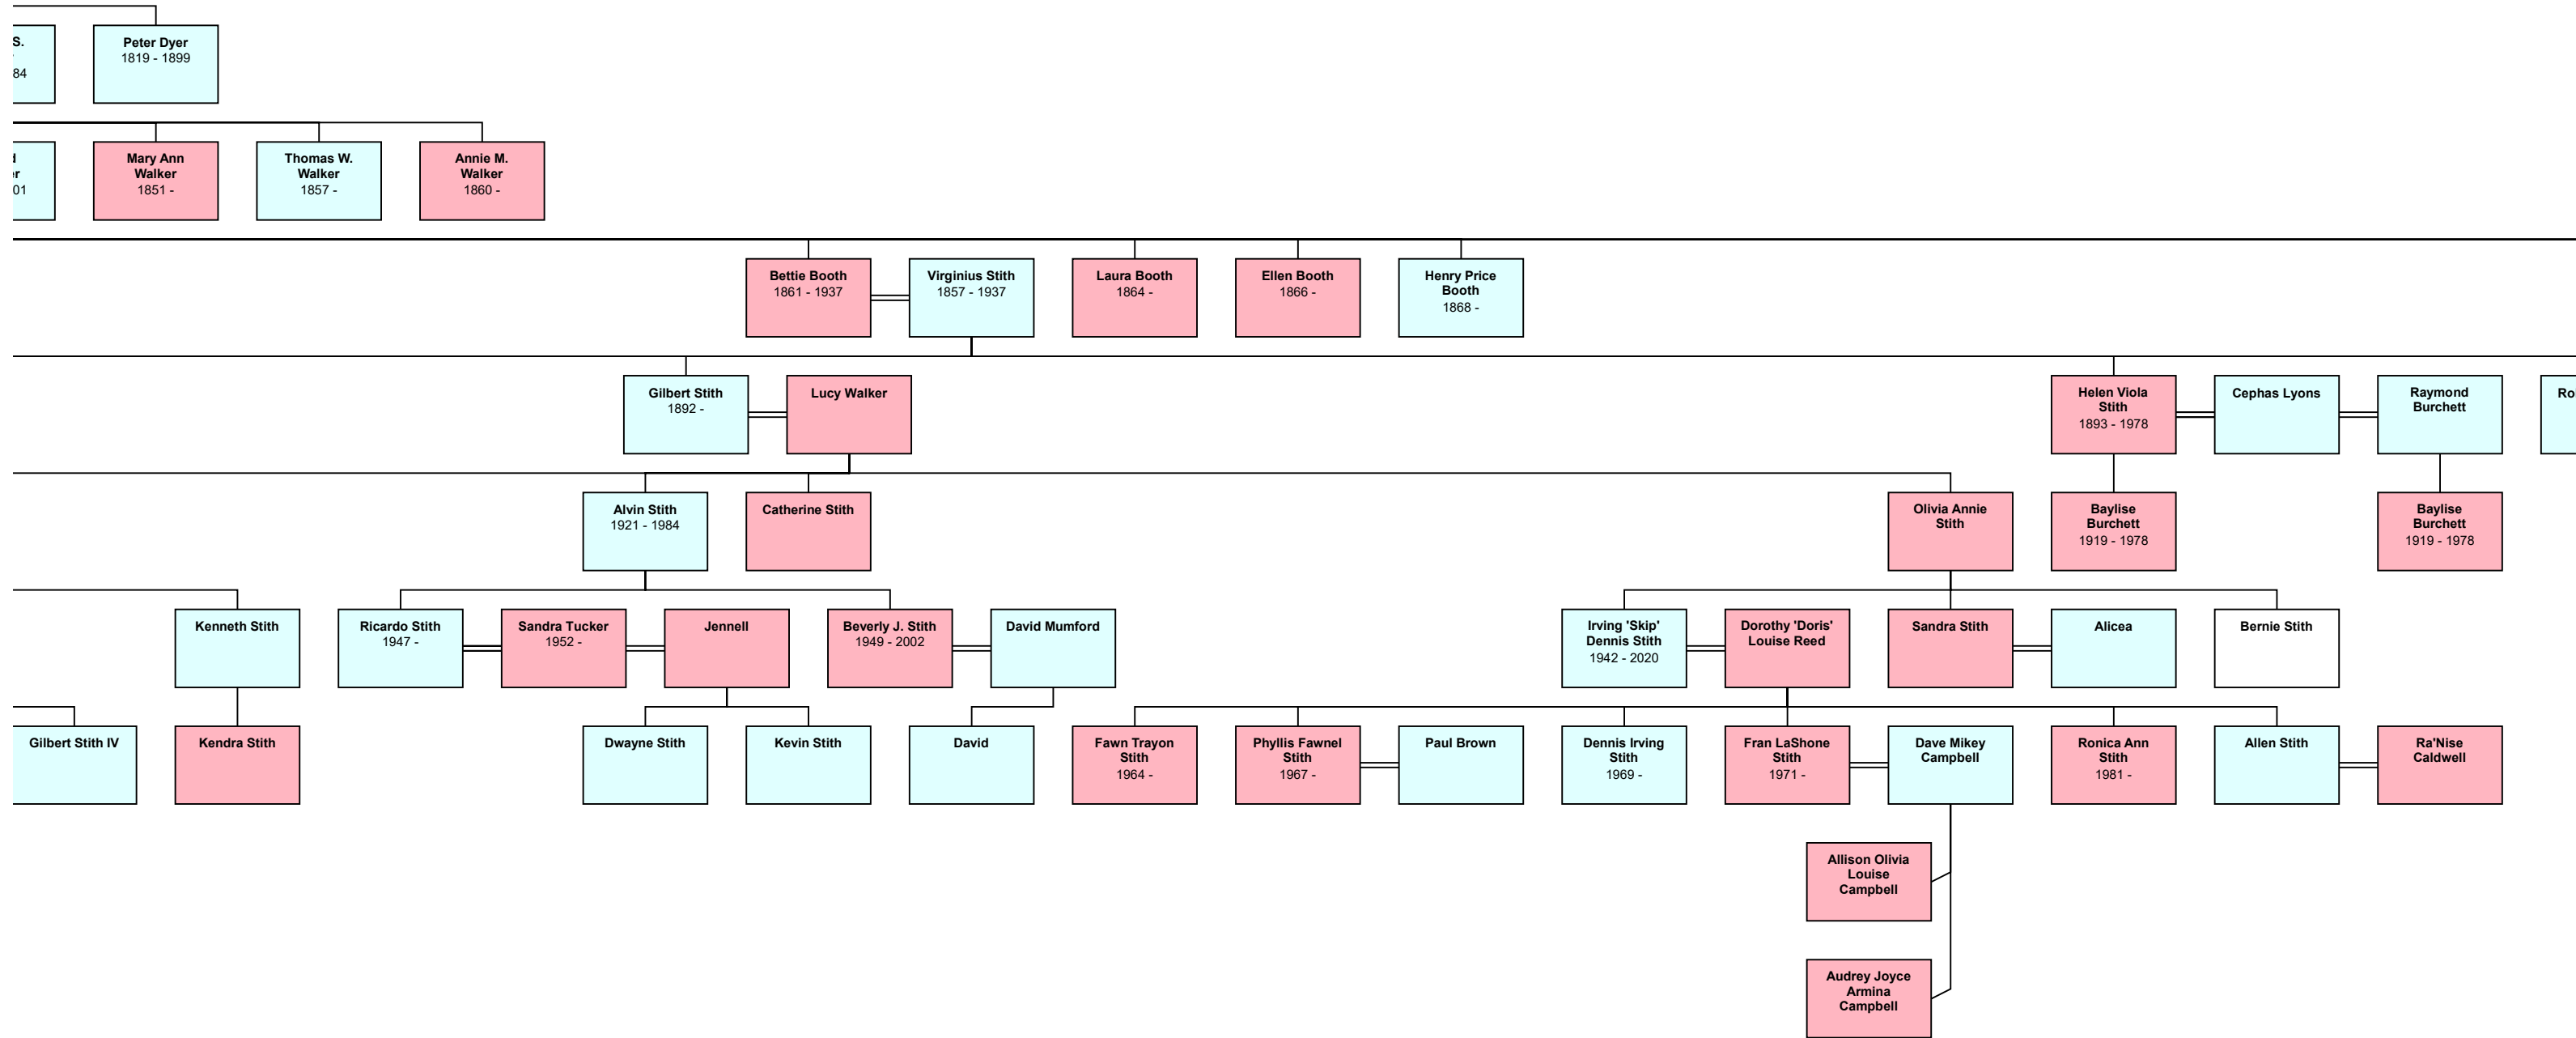 S.
84
Peter Dyer
1819 - 1899
01
Mary Ann
Walker
1851 -
Thomas W.
Walker
1857 -
Annie M.
Walker
1860 -
Bettie Booth
1861 - 1937
Virginius Stith
1857 - 1937
Laura Booth
1864 -
Ellen Booth
1866 -
Henry Price
Booth
1868 -
Gilbert Stith
1892 -
Lucy Walker
Helen Viola
Stith
1893 - 1978
Cephas Lyons
Raymond
Burchett
Ro
Alvin Stith
1921 - 1984
Catherine Stith
Olivia Annie
Stith
Baylise
Burchett
1919 - 1978
Baylise
Burchett
1919 - 1978
Kenneth Stith
Ricardo Stith
1947 -
Sandra Tucker
1952 -
Jennell
Beverly J. Stith
1949 - 2002
David Mumford
Irving 'Skip'
Dennis Stith
1942 - 2020
Dorothy 'Doris'
Louise Reed
Sandra Stith
Alicea
Bernie Stith
Gilbert Stith IV
Kendra Stith
Dwayne Stith
Kevin Stith
David
Fawn Trayon
Stith
1964 -
Phyllis Fawnel
Stith
1967 -
Paul Brown
Dennis Irving
Stith
1969 -
Fran LaShone
Stith
1971 -
Dave Mikey
Campbell
Ronica Ann
Stith
1981 -
Allen Stith
Ra'Nise
Caldwell
Allison Olivia
Louise
Campbell
Audrey Joyce
Armina
Campbell